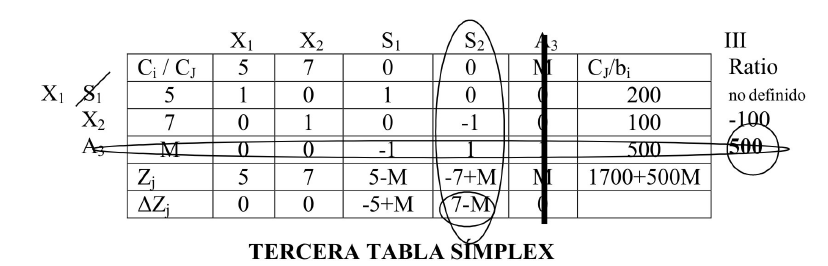 X₁ X₂ S₁ S₂ A₃ III
Cᵢ / Cⱼ 5 7 0 0 M Cⱼ/bᵢ Ratio
X₁ S₁ 5 1 0 1 0 0 200 no definido
X₂ 7 0 1 0 -1 0 100 -100
A₃ M 0 0 -1 1 500 500
Zⱼ 5 7 5-M -7+M M 1700+500M
ΔZⱼ 0 0 -5+M 7-M 0
TERCERA TABLA SÍMPLEX